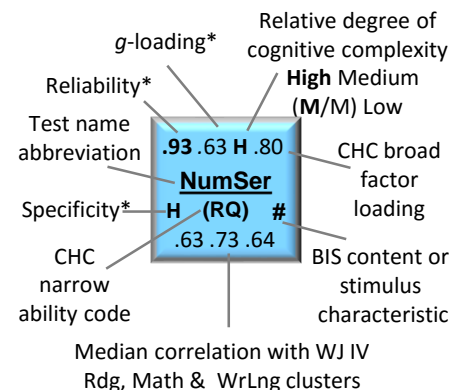 Relative degree of
cognitive complexity
High Medium
(M/M) Low
g-loading*
Reliability*
Test name
abbreviation
.93 .63 H .80
NumSer
H (RQ) #
.63 .73 .64
CHC broad
factor
loading
Specificity*
CHC
narrow
ability code
BIS content or
stimulus
characteristic
Median correlation with WJ IV
Rdg, Math & WrLng clusters